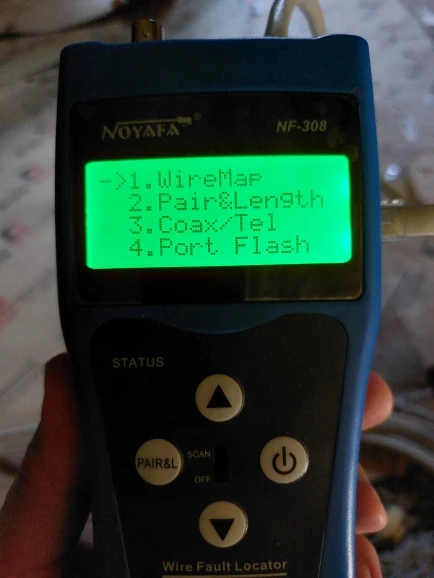 NOYAFA®
NF-308
->1.WireMap
2.Pair&Length
3.Coax/Tel
4.Port Flash
STATUS
PAIR&L
SCAN
OFF
Wire Fault Locator